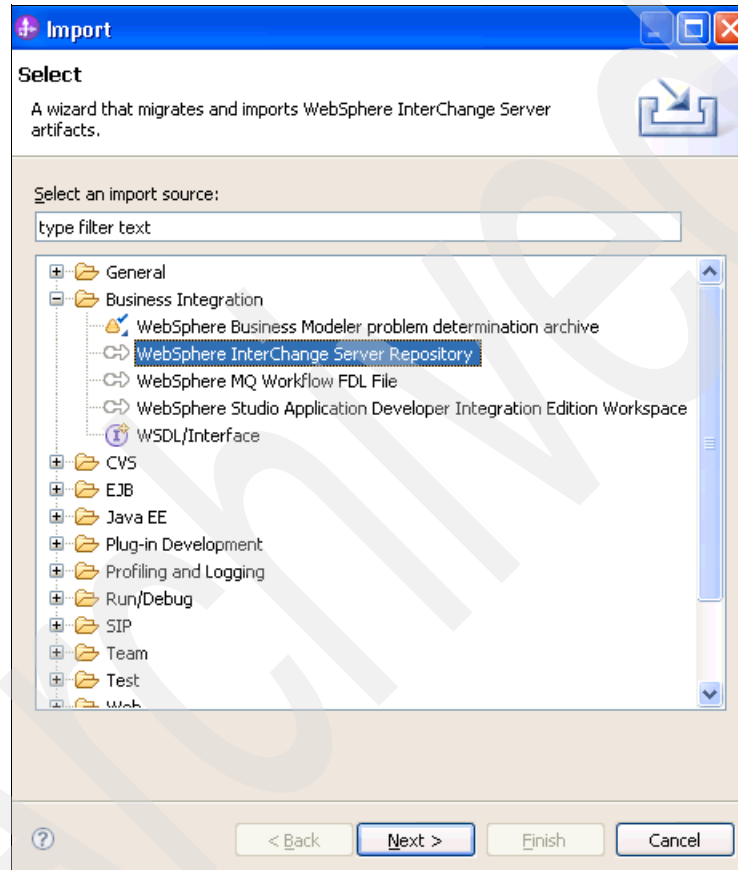 Import
Select
A wizard that migrates and imports WebSphere InterChange Server
artifacts.
Select an import source:
type filter text
General
Business Integration
WebSphere Business Modeler problem determination archive
WebSphere InterChange Server Repository
WebSphere MQ Workflow FDL File
WebSphere Studio Application Developer Integration Edition Workspace
WSDL/Interface
CVS
EJB
Java EE
Plug-in Development
Profiling and Logging
Run/Debug
SIP
Team
Test
Web
< Back Next > Finish Cancel